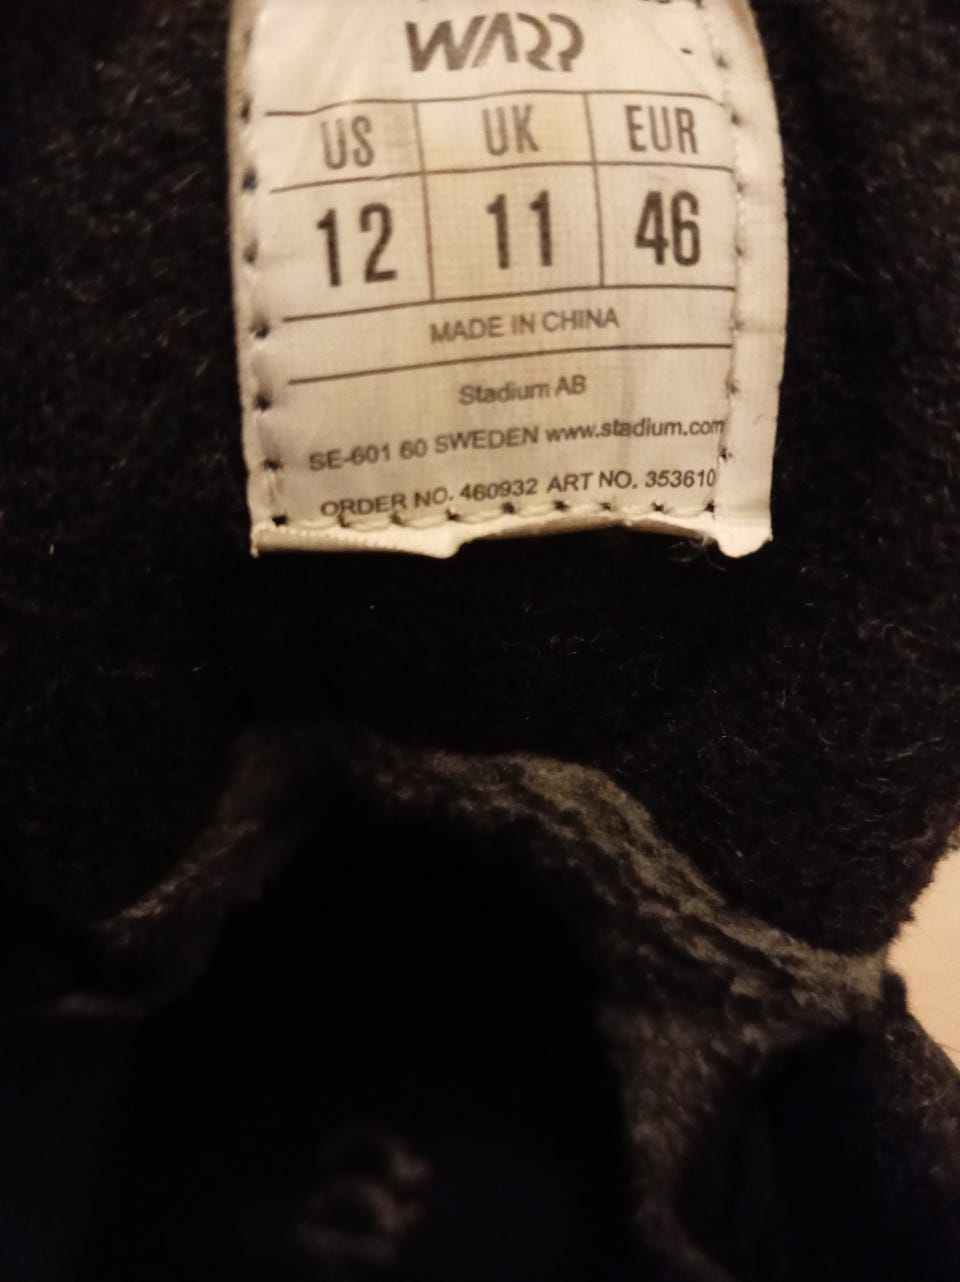 WARP
US UK EUR
12 11 46
MADE IN CHINA
Stadium AB
SE-601 60 SWEDEN www.stadium.com
ORDER NO. 460932 ART NO. 353610